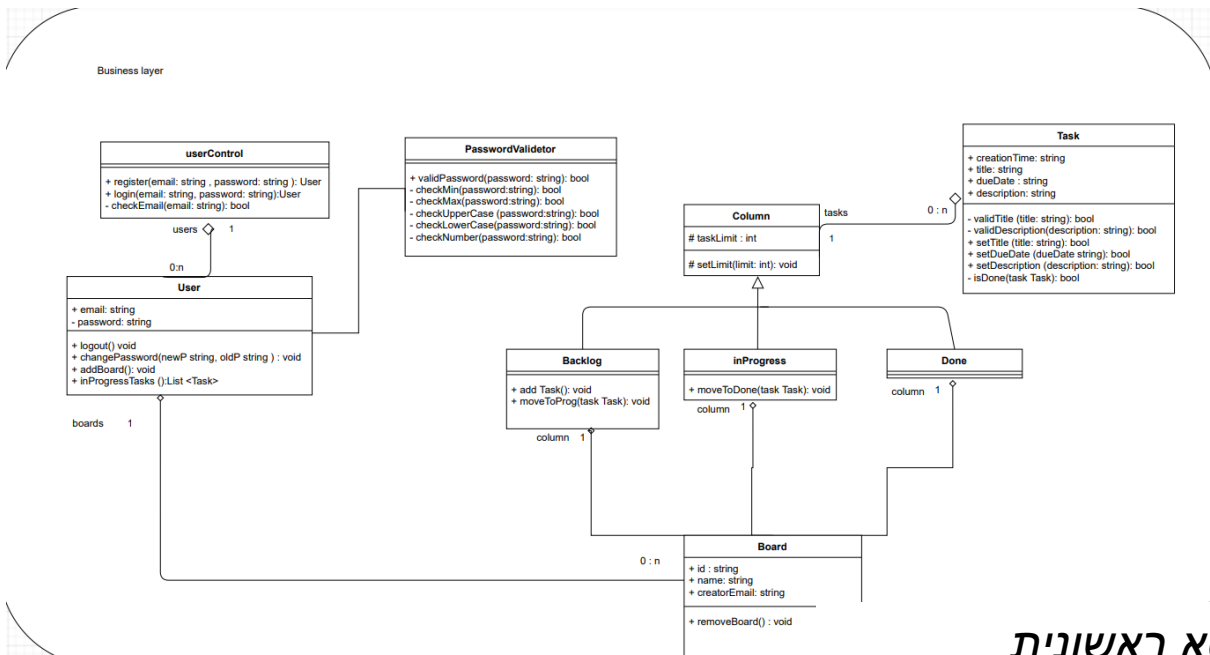 Business layer
userControl
+ register(email: string , password: string ): User
+ login(email: string, password: string):User
- checkEmail(email: string): bool
users
1
0:n
User
+ email: string
- password: string
+ logout() void
+ changePassword(newP string, oldP string ) : void
+ addBoard(): void
+ inProgressTasks ():List <Task>
boards
1
PasswordValidetor
+ validPassword(password: string): bool
- checkMin(password:string): bool
- checkMax(password:string): bool
- checkUpperCase (password:string): bool
- checkLowerCase(password:string): bool
- checkNumber(password:string): bool
Column
# taskLimit : int
# setLimit(limit: int): void
tasks
1
0 : n
Task
+ creationTime: string
+ title: string
+ dueDate : string
+ description: string
- validTitle (title: string): bool
- validDescription(description: string): bool
+ setTitle (title: string): bool
+ setDueDate (dueDate string): bool
+ setDescription (description: string): bool
- isDone(task Task): bool
Backlog
+ add Task(): void
+ moveToProg(task Task): void
column 1
inProgress
+ moveToDone(task Task): void
column 1
Done
column 1
0 : n
Board
+ id : string
+ name: string
+ creatorEmail: string
+ removeBoard() : void
ראשונית